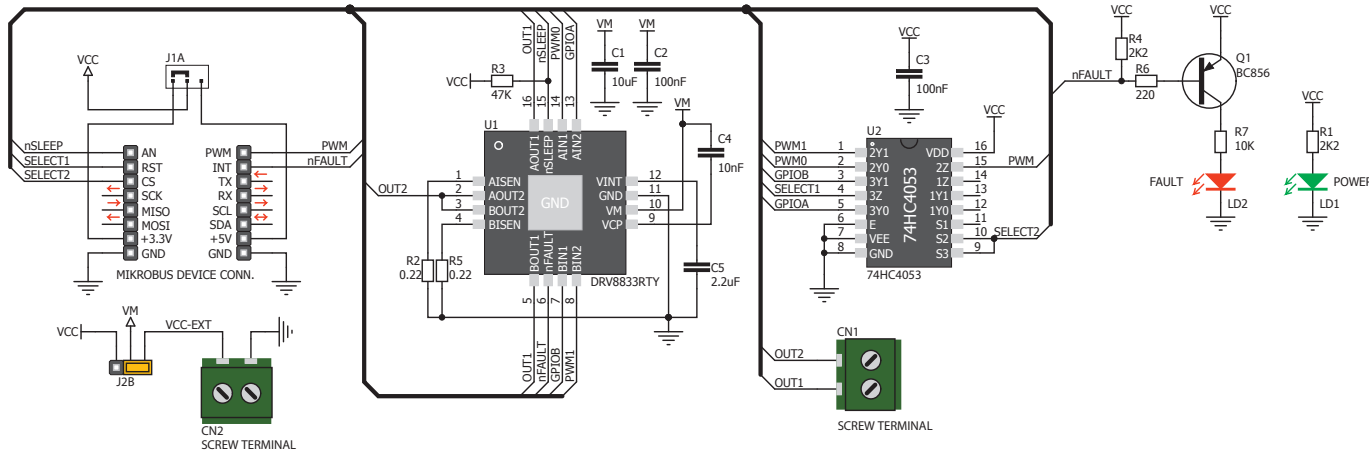 VCC
J1A
nSLEEP
SELECT1
SELECT2
AN
RST
CS
SCK
MISO
MOSI
+3.3V
GND
PWM
INT
TX
RX
SCL
SDA
+5V
GND
PWM
nFAULT
MIKROBUS DEVICE CONN.
VCC
VM
VCC-EXT
J2B
CN2
SCREW TERMINAL
OUT1
nSLEEP
PWM0
GPIOA
VCC
R3
47K
16
15
14
13
VM
C1
10uF
VM
C2
100nF
U1
AOUT1
nSLEEP
AIN1
AIN2
OUT2
1
2
3
4
AISEN
AOUT2
BOUT2
BISEN
GND
VINT
GND
VM
VCP
12
11
10
9
BOUT1
nFAULT
BIN1
BIN2
DRV8833RTY
R2
0.22
R5
0.22
5
6
7
8
OUT1
nFAULT
GPIOB
PWM1
VM
C4
10nF
C5
2.2uF
VCC
C3
100nF
VCC
U2
PWM1
PWM0
GPIOB
SELECT1
GPIOA
1
2
3
4
5
6
7
8
2Y1
2Y0
3Y1
3Z
3Y0
E
VEE
GND
74HC4053
VDD
2Z
1Z
1Y1
1Y0
S1
S2
S3
16
15
14
13
12
11
10
9
PWM
SELECT2
74HC4053
CN1
OUT2
OUT1
SCREW TERMINAL
VCC
R4
2K2
nFAULT
R6
220
VCC
Q1
BC856
R7
10K
FAULT
LD2
VCC
R1
2K2
POWER
LD1